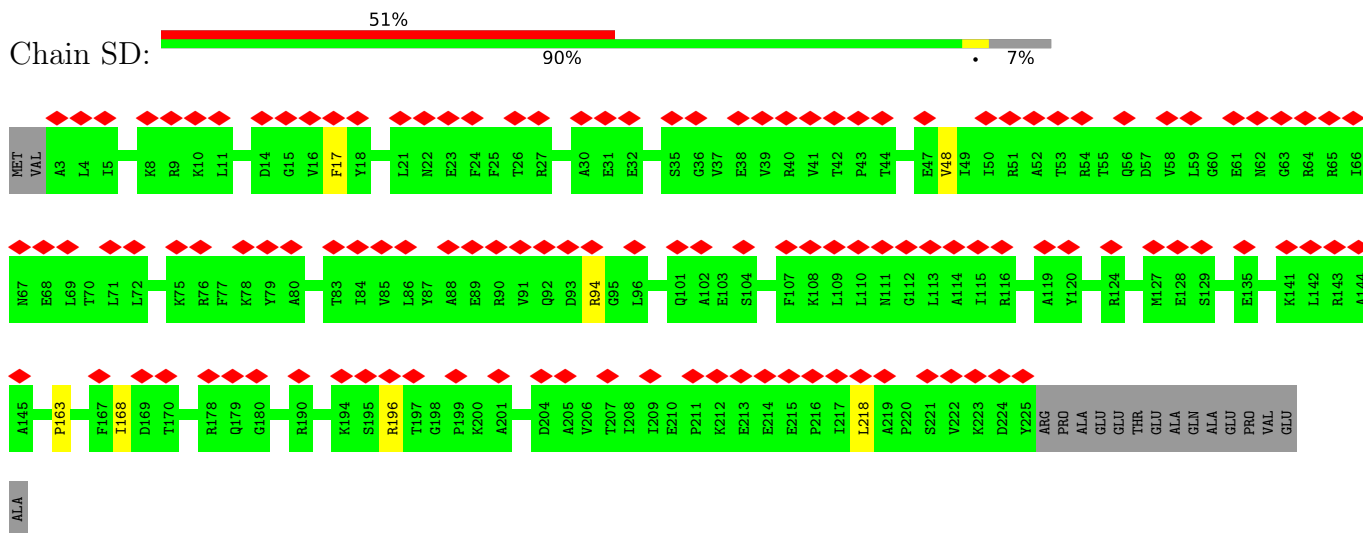 51%
Chain SD:
90% • 7%
MET VAL A3 L4 I5 K8 R9 K10 L11 D14 G15 V16 F17 Y18 L21 N22 E23 F24 F25 T26 R27 A30 E31 E32 S35 G36 V37 E38 V39 R40 V41 T42 P43 T44 E47 V48 I49 I50 R51 A52 T53 R54 T55 Q56 D57 V58 L59 G60 E61 N62 G63 R64 R65 I66
N67 E68 L69 T70 L71 L72 K75 R76 F77 K78 Y79 A80 T83 I84 V85 L86 Y87 A88 E89 R90 V91 Q92 D93 R94 G95 L96 Q101 A102 E103 S104 F107 K108 L109 L110 N111 G112 L113 A114 I115 R116 A119 Y120 R124 M127 E128 S129 E135 K141 L142 R143 A144
A145 P163 F167 I168 D169 T170 R178 Q179 G180 R190 K194 S195 R196 T197 G198 P199 K200 A201 D204 A205 V206 T207 I208 I209 E210 P211 K212 E213 E214 E215 P216 I217 L218 A219 P220 S221 V222 K223 D224 Y225 ARG PRO ALA GLU GLU THR GLU ALA GLN ALA GLU PRO VAL GLU
ALA